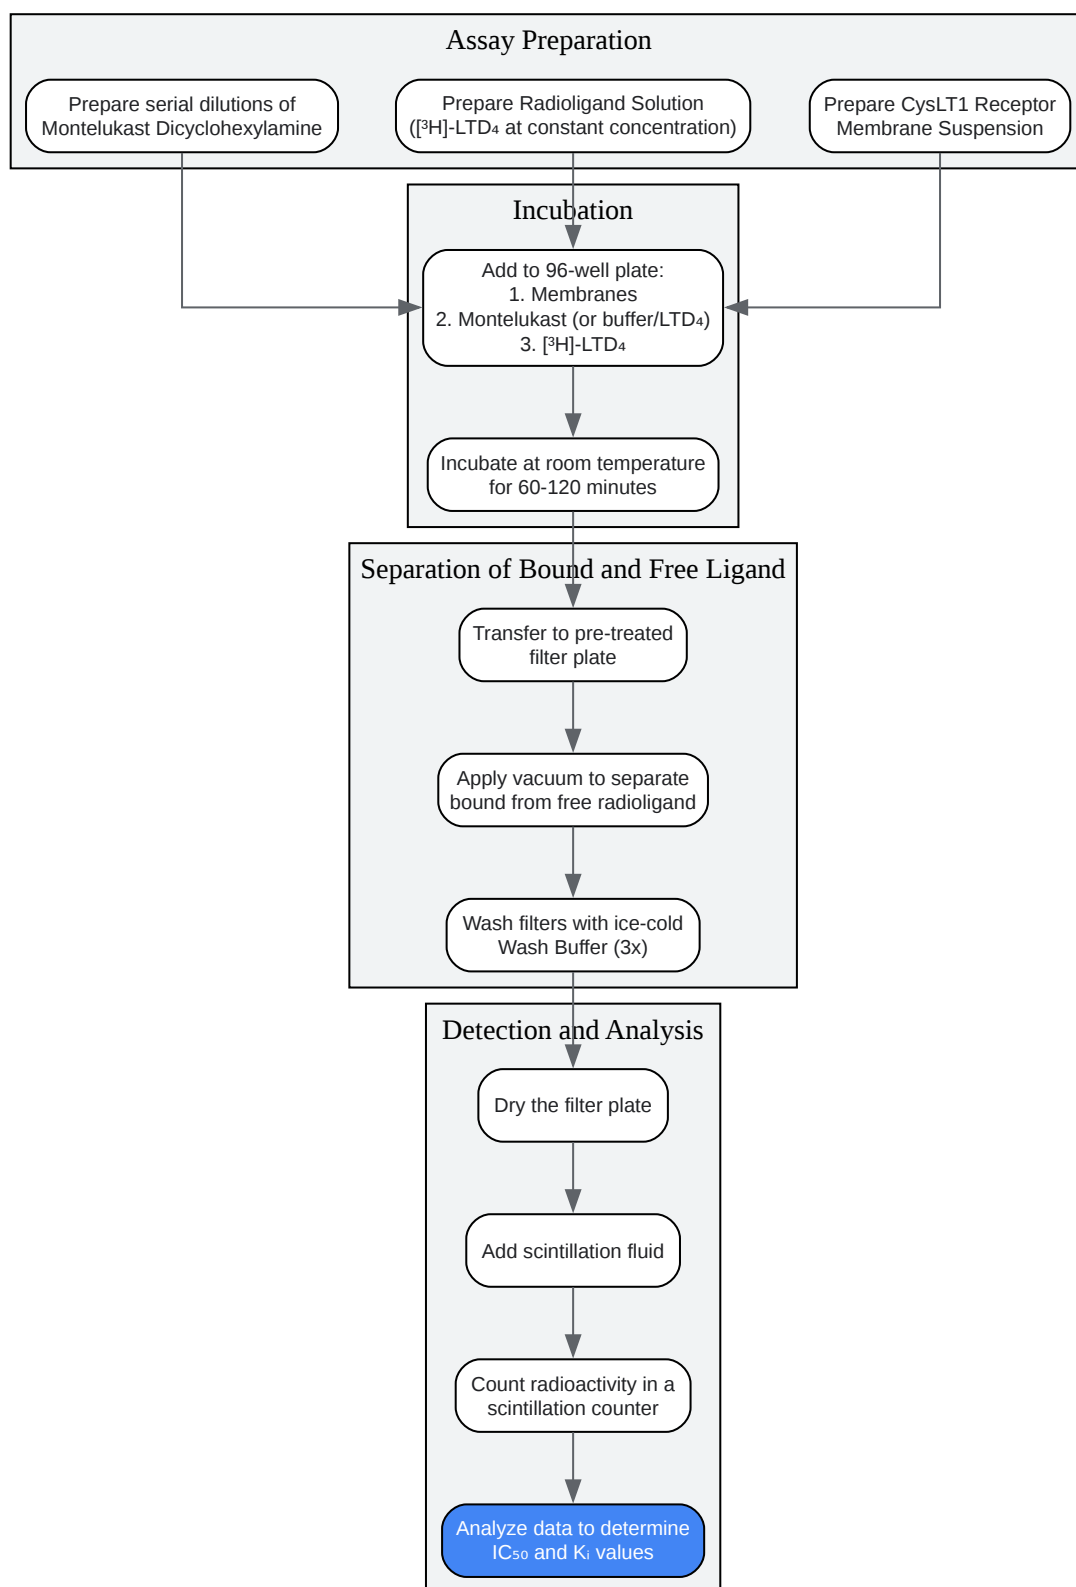 Assay Preparation
Prepare serial dilutions of
Montelukast Dicyclohexylamine
Prepare Radioligand Solution
([³H]-LTD₄ at constant concentration)
Prepare CysLT1 Receptor
Membrane Suspension
Incubation
Add to 96-well plate:
1. Membranes
2. Montelukast (or buffer/LTD₄)
3. [³H]-LTD₄
Incubate at room temperature
for 60-120 minutes
Separation of Bound and Free Ligand
Transfer to pre-treated
filter plate
Apply vacuum to separate
bound from free radioligand
Wash filters with ice-cold
Wash Buffer (3x)
Detection and Analysis
Dry the filter plate
Add scintillation fluid
Count radioactivity in a
scintillation counter
Analyze data to determine
IC₅₀ and Kᵢ values